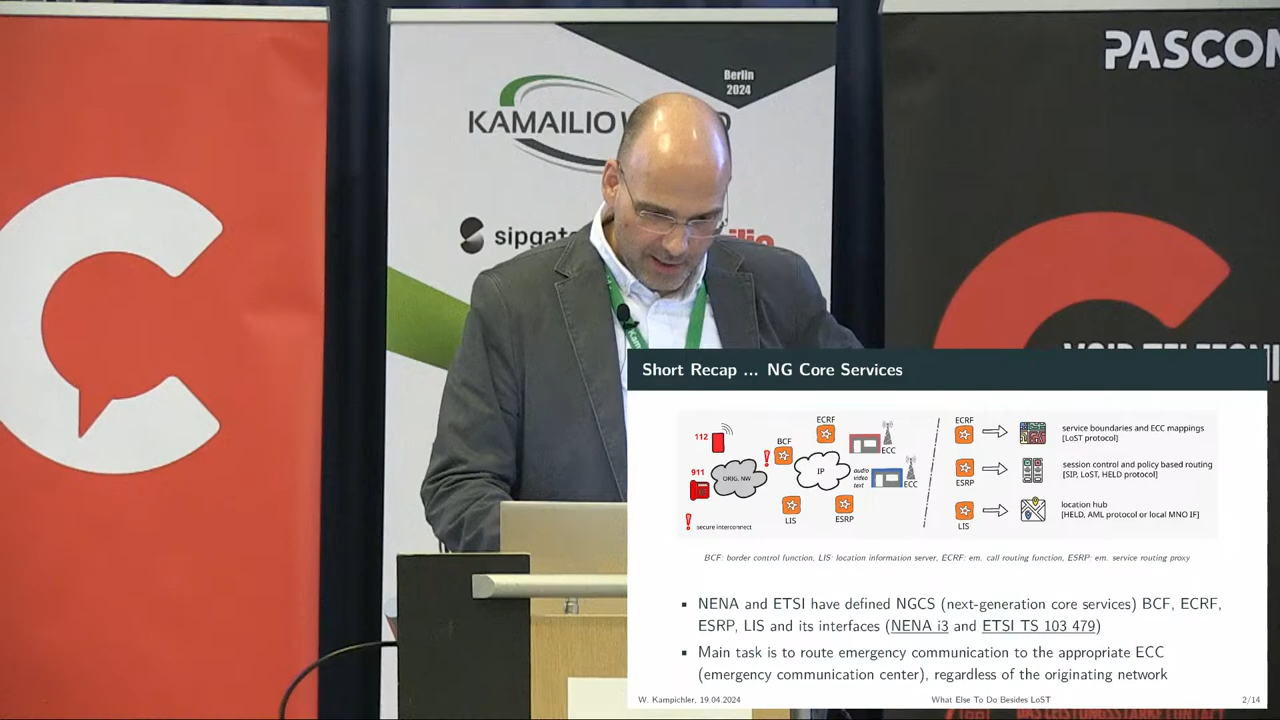 Berlin
2024
KAMAILIO
sipgate
PASCOM
Short Recap ... NG Core Services
ECRF
112
BCF
ECC
911
ORIG. NW
IP
audio
video
text
ECC
LIS
ESRP
secure interconnect
ECRF
service boundaries and ECC mappings
[LoST protocol]
ESRP
session control and policy based routing
[SIP, LoST, HELD protocol]
LIS
location hub
[HELD, AML protocol or local MNO IF]
BCF: border control function, LIS: location information server, ECRF: em. call routing function, ESRP: em. service routing proxy
▪ NENA and ETSI have defined NGCS (next-generation core services) BCF, ECRF,
ESRP, LIS and its interfaces (NENA i3 and ETSI TS 103 479)
▪ Main task is to route emergency communication to the appropriate ECC
(emergency communication center), regardless of the originating network
W. Kampichler, 19.04.2024
What Else To Do Besides LoST
2/14